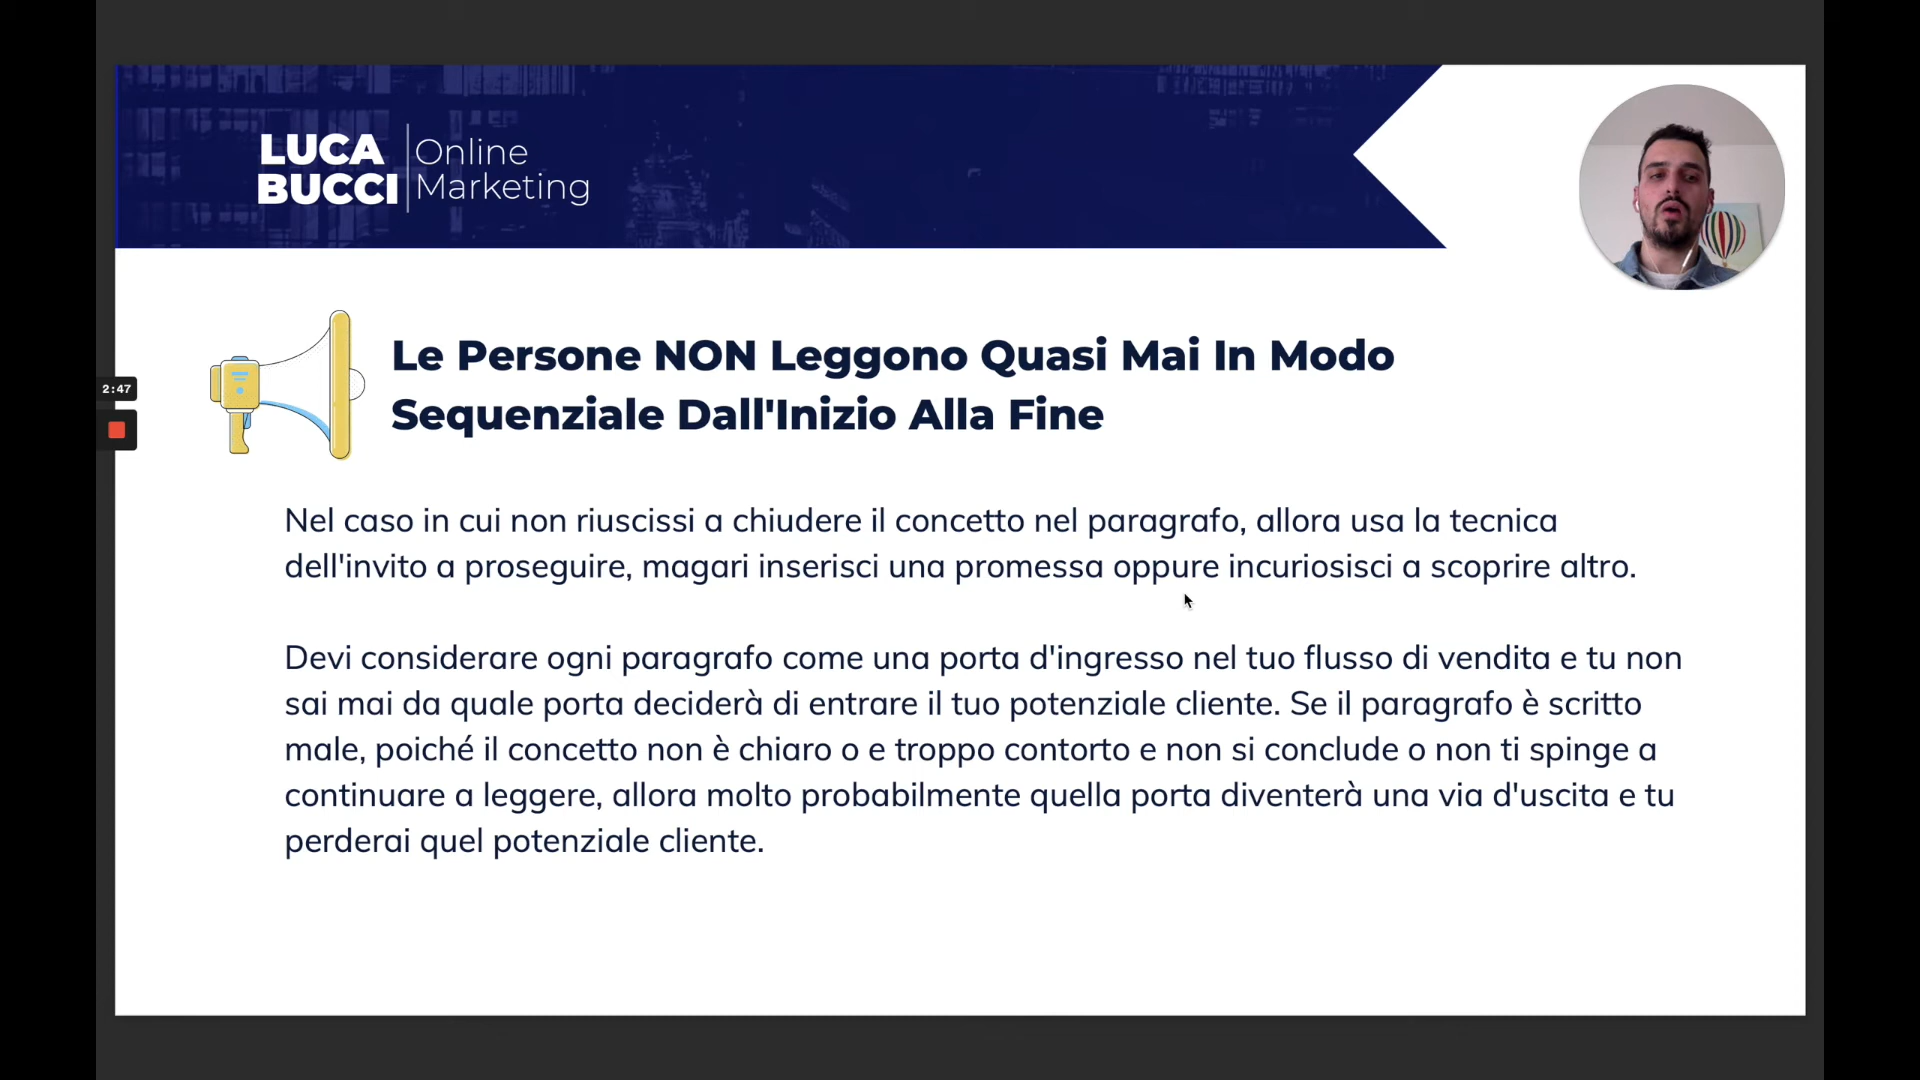 LUCA
BUCCI
Online
Marketing
Le Persone NON Leggono Quasi Mai In Modo
Sequenziale Dall'Inizio Alla Fine
2:47
Nel caso in cui non riuscissi a chiudere il concetto nel paragrafo, allora usa la tecnica
dell'invito a proseguire, magari inserisci una promessa oppure incuriosisci a scoprire altro.
Devi considerare ogni paragrafo come una porta d'ingresso nel tuo flusso di vendita e tu non
sai mai da quale porta deciderà di entrare il tuo potenziale cliente. Se il paragrafo è scritto
male, poiché il concetto non è chiaro o e troppo contorto e non si conclude o non ti spinge a
continuare a leggere, allora molto probabilmente quella porta diventerà una via d'uscita e tu
perderai quel potenziale cliente.